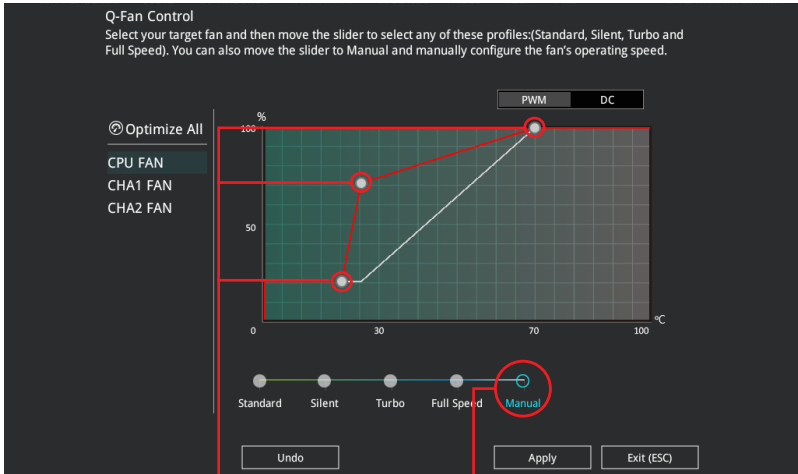 Q-Fan Control
Select your target fan and then move the slider to select any of these profiles:(Standard, Silent, Turbo and
Full Speed). You can also move the slider to Manual and manually configure the fan's operating speed.
PWM DC
%
Optimize All
100
CPU FAN
CHA1 FAN
CHA2 FAN
50
ºC
0 30 70 100
Standard Silent Turbo Full Speed Manual
Undo Apply Exit (ESC)